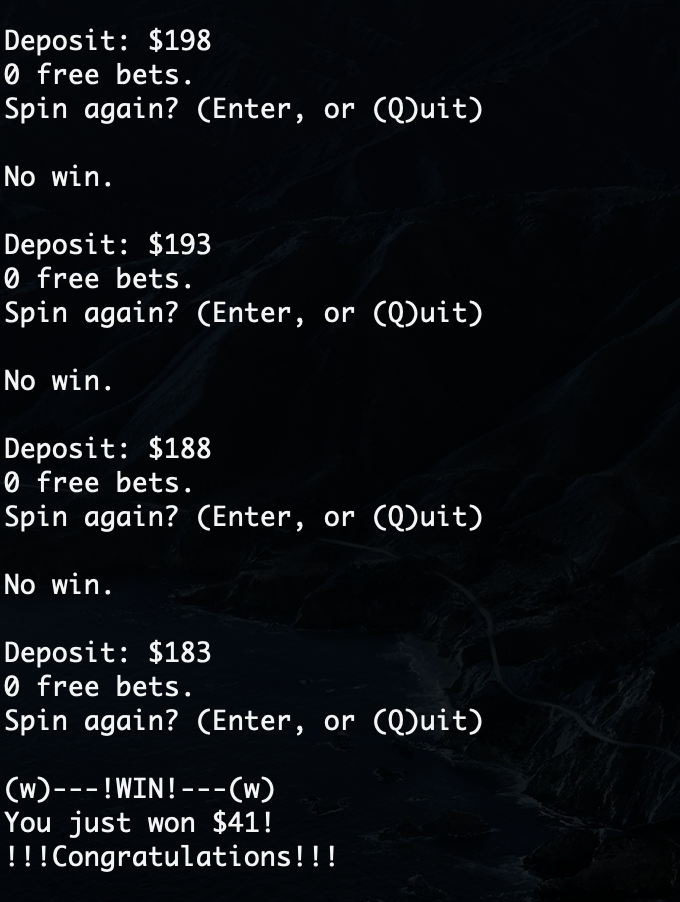 Deposit: $198
0 free bets.
Spin again? (Enter, or (Q)uit)
No win.
Deposit: $193
0 free bets.
Spin again? (Enter, or (Q)uit)
No win.
Deposit: $188
0 free bets.
Spin again? (Enter, or (Q)uit)
No win.
Deposit: $183
0 free bets.
Spin again? (Enter, or (Q)uit)
(w)---!WIN!---(w)
You just won $41!
!!!Congratulations!!!